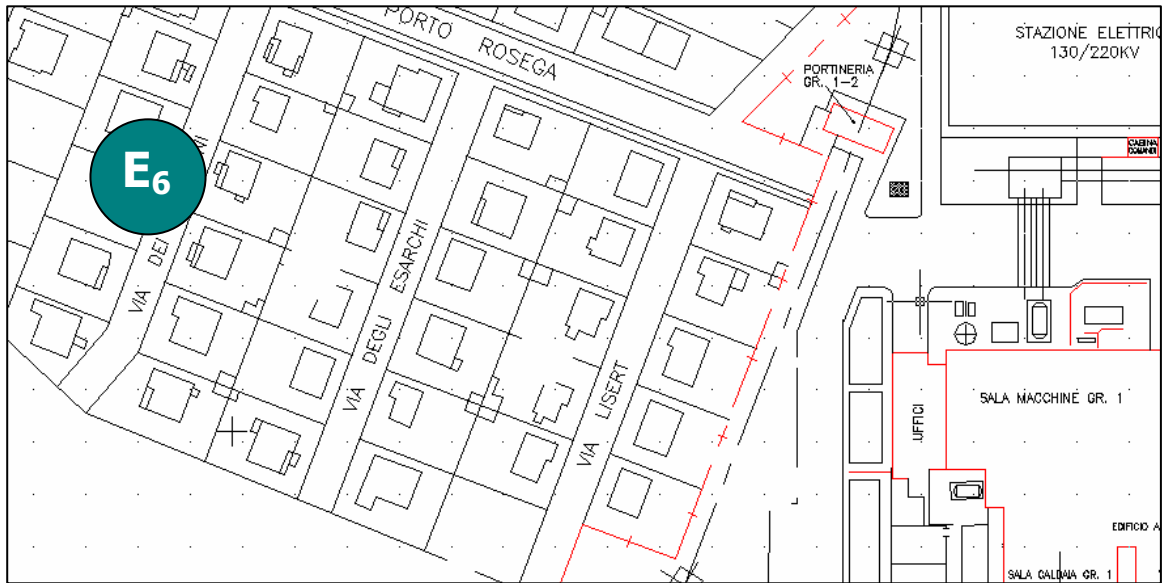 PORTO ROSEGA
STAZIONE ELETTRIC
130/220KV
PORTINERIA
GR. 1-2
CABINA
COMANDI
E6
VIA DEI
VIA DEGLI ESARCHI
VIA LISERT
UFFICI
SALA MACCHINE GR. 1
EDIFICIO A
SALA CALDAIA GR. 1